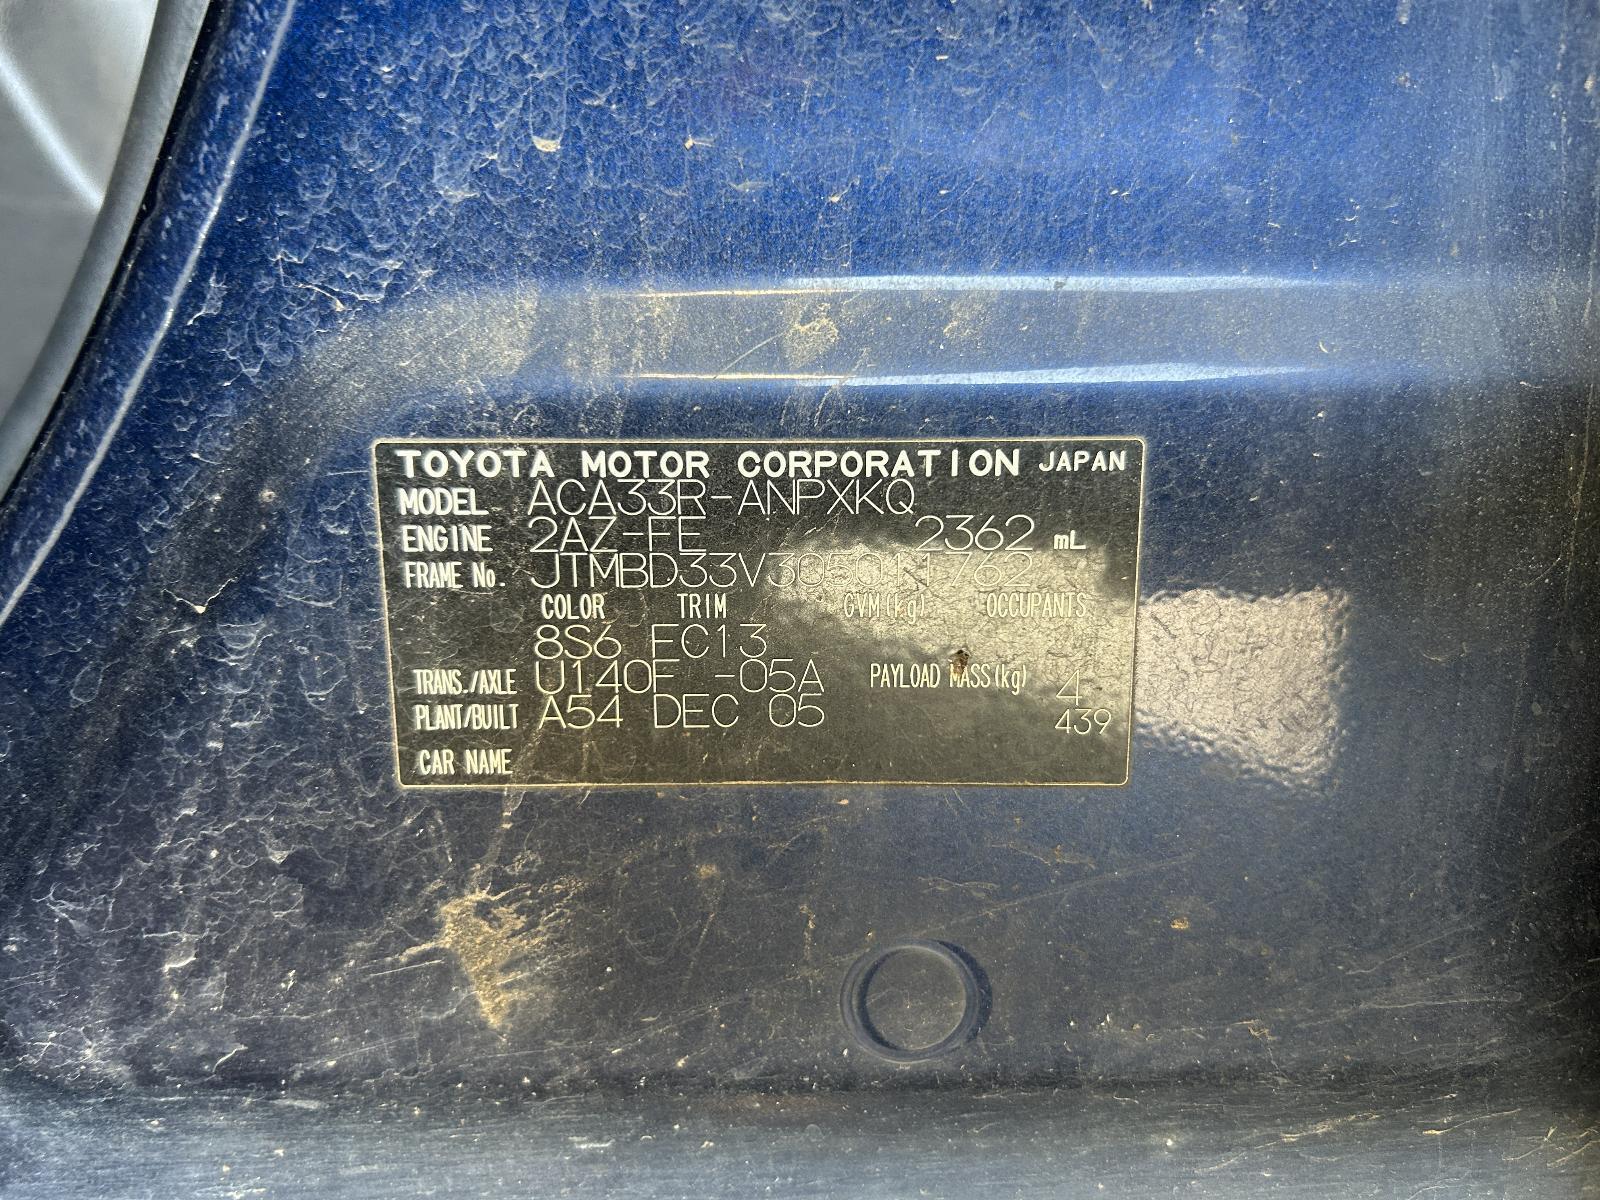 TOYOTA MOTOR CORPORATION JAPAN
MODEL ACA33R-ANPXKQ
ENGINE 2AZ-FE 2362 mL
FRAME No. JTMBD33V305011762
COLOR TRIM GVM(kg) OCCUPANTS
8S6 FC13
TRANS./AXLE U140F -05A PAYLOAD MASS(kg) 4
PLANT/BUILT A54 DEC 05 439
CAR NAME